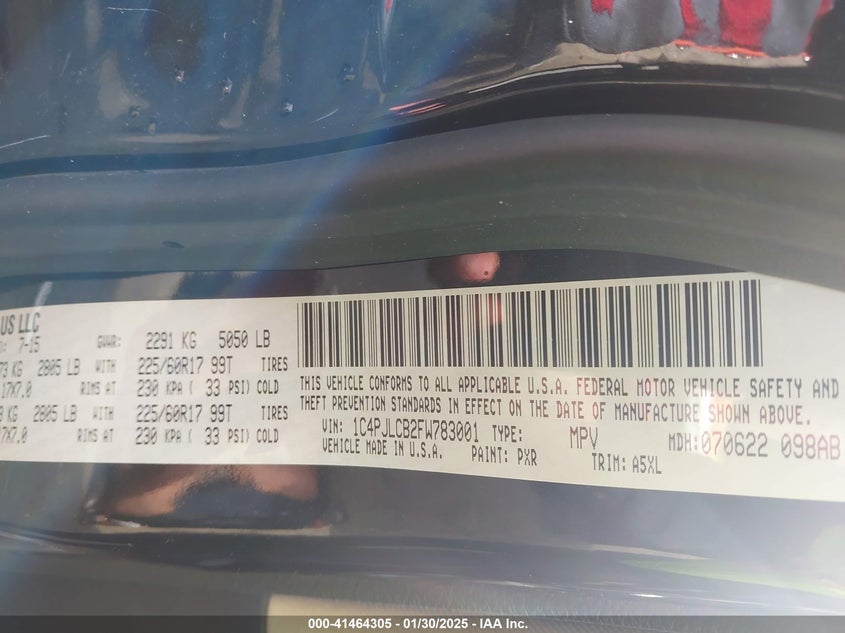 US LLC
7-15 GVWR: 2291 KG 5050 LB
73 KG 2805 LB WITH 225/60R17 99T TIRES
17X7.0 RIMS AT 230 KPA ( 33 PSI) COLD
3 KG 2805 LB WITH 225/60R17 99T TIRES
17X7.0 RIMS AT 230 KPA ( 33 PSI) COLD
THIS VEHICLE CONFORMS TO ALL APPLICABLE U.S.A. FEDERAL MOTOR VEHICLE SAFETY AND
THEFT PREVENTION STANDARDS IN EFFECT ON THE DATE OF MANUFACTURE SHOWN ABOVE.
VIN: 1C4PJLCB2FW783001 TYPE: MPV MDH: 070622 098AB
VEHICLE MADE IN U.S.A. PAINT: PXR TRIM: A5XL
000-41464305 - 01/30/2025 - IAA Inc.